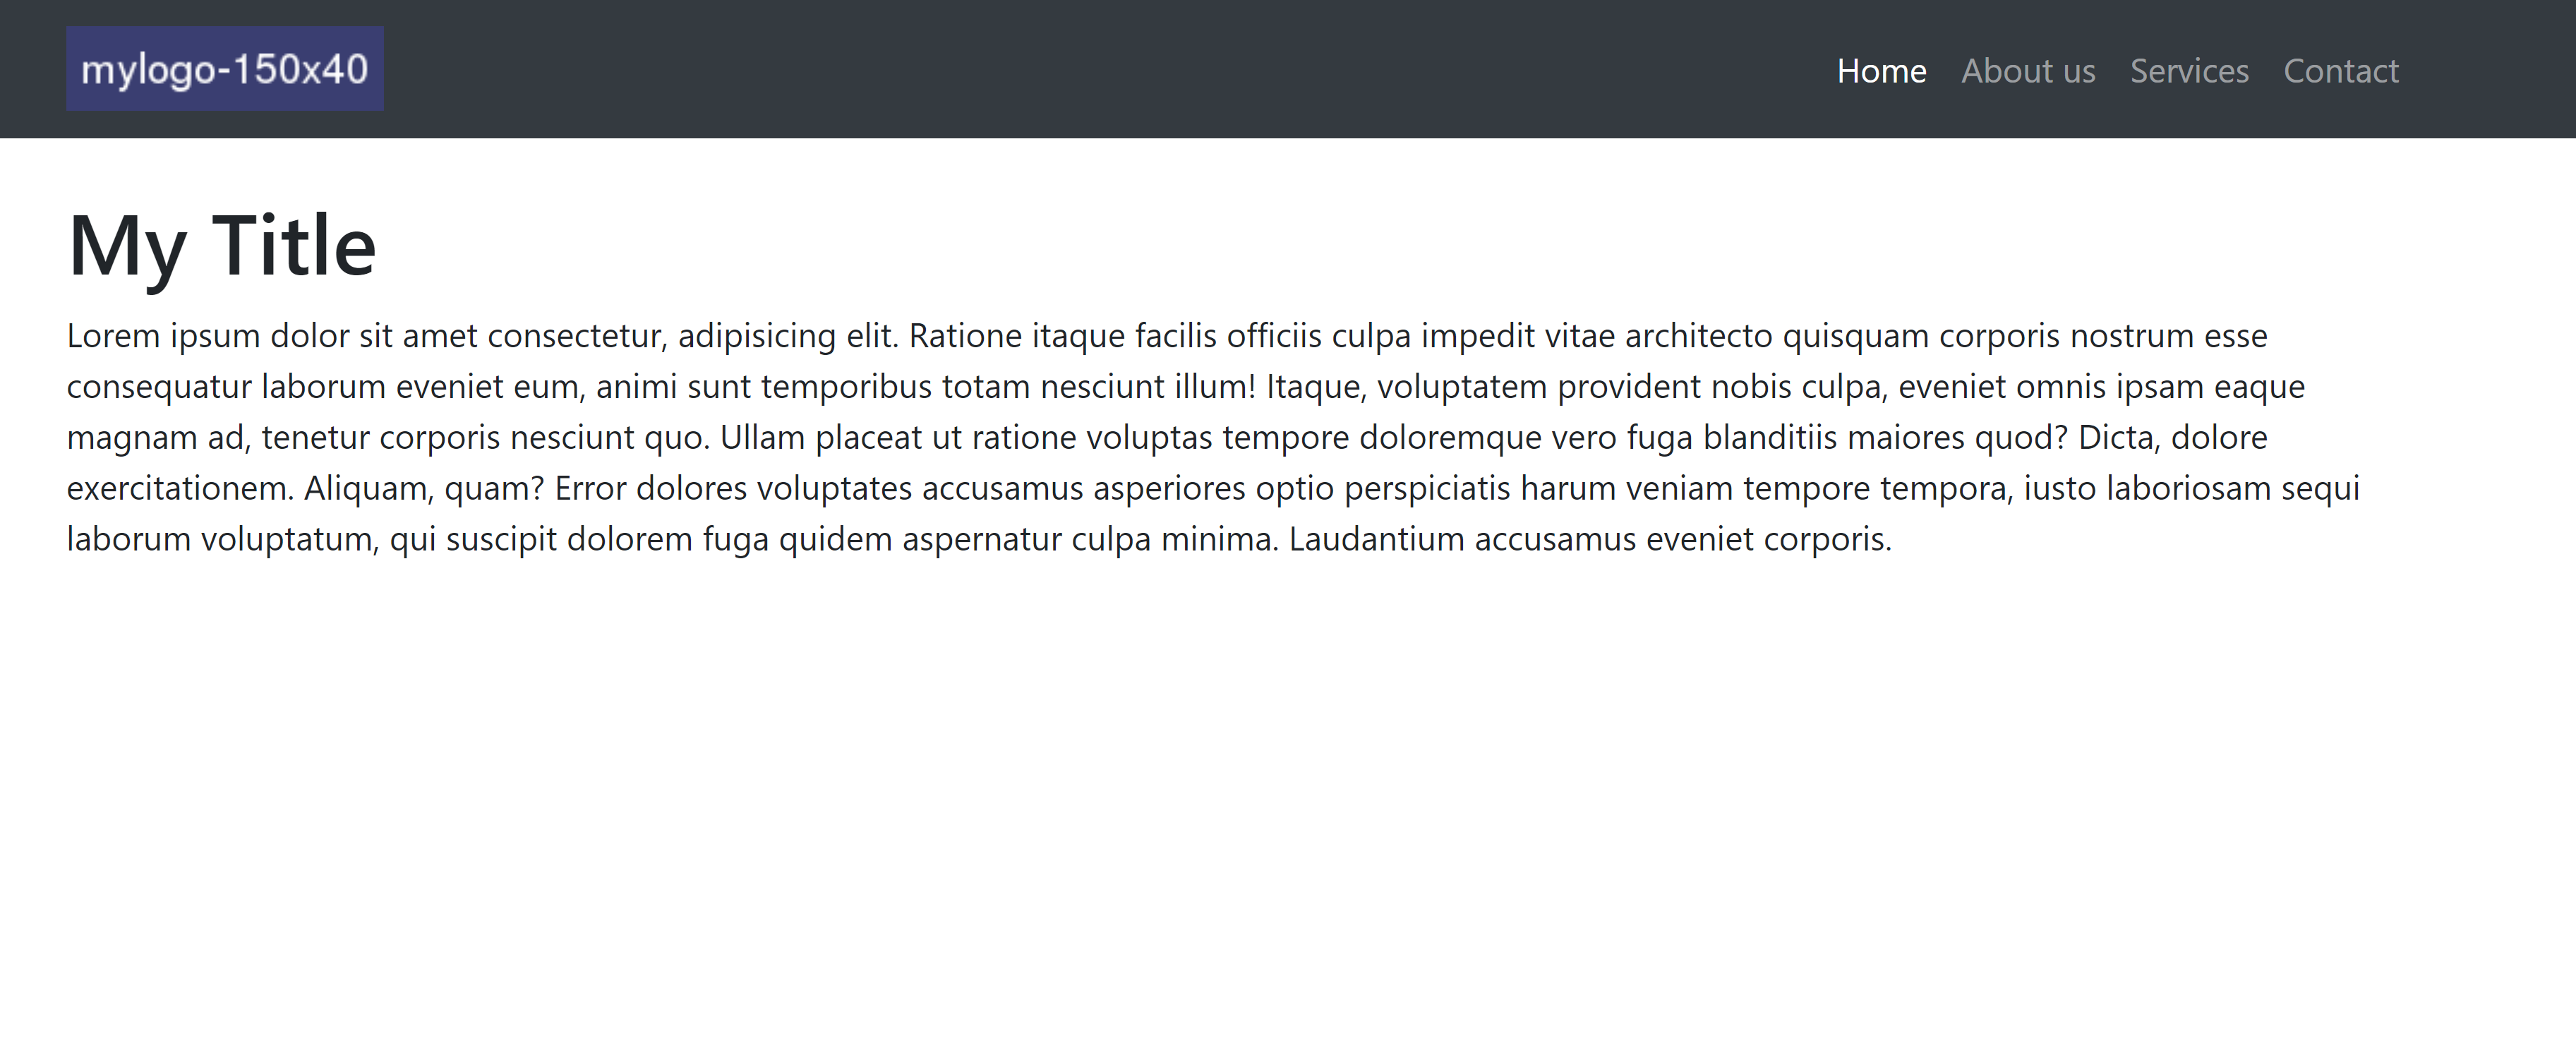 mylogo-150x40
Home About us Services Contact
My Title
Lorem ipsum dolor sit amet consectetur, adipisicing elit. Ratione itaque facilis officiis culpa impedit vitae architecto quisquam corporis nostrum esse
consequatur laborum eveniet eum, animi sunt temporibus totam nesciunt illum! Itaque, voluptatem provident nobis culpa, eveniet omnis ipsam eaque
magnam ad, tenetur corporis nesciunt quo. Ullam placeat ut ratione voluptas tempore doloremque vero fuga blanditiis maiores quod? Dicta, dolore
exercitationem. Aliquam, quam? Error dolores voluptates accusamus asperiores optio perspiciatis harum veniam tempore tempora, iusto laboriosam sequi
laborum voluptatum, qui suscipit dolorem fuga quidem aspernatur culpa minima. Laudantium accusamus eveniet corporis.